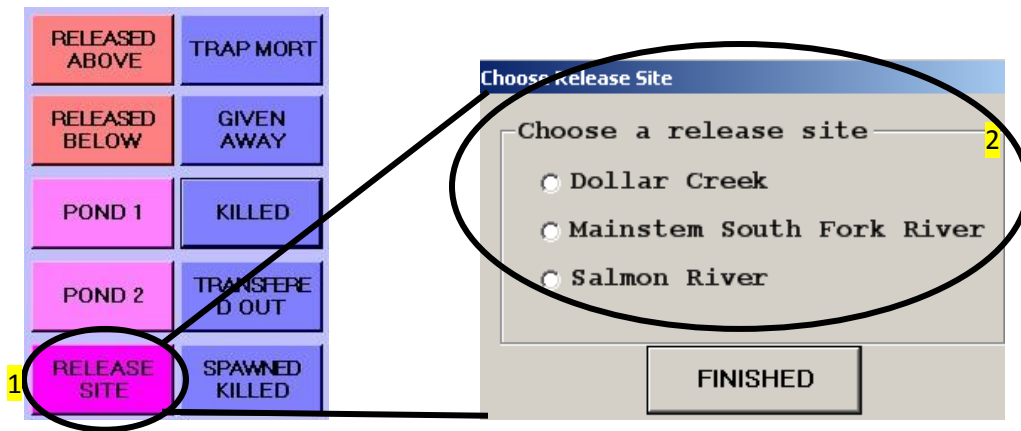 RELEASED
ABOVE
TRAP MORT
RELEASED
BELOW
GIVEN
AWAY
POND 1
KILLED
POND 2
TRANSFERE
D OUT
1
RELEASE
SITE
SPAWNED
KILLED
Choose Release Site
Choose a release site
2
Dollar Creek
Mainstem South Fork River
Salmon River
FINISHED